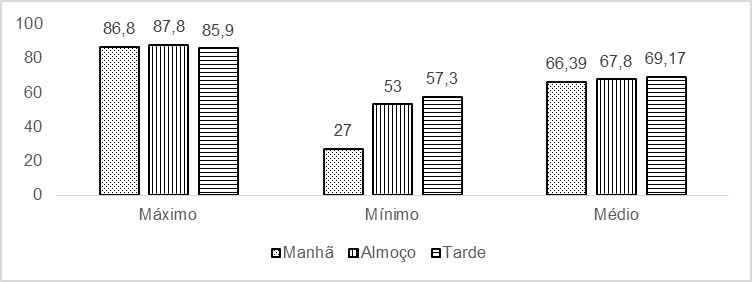 100
80
60
40
20
0
86,8 87,8 85,9
27 53 57,3
66,39 67,8 69,17
Máximo Mínimo Médio
Manhã Almoço Tarde